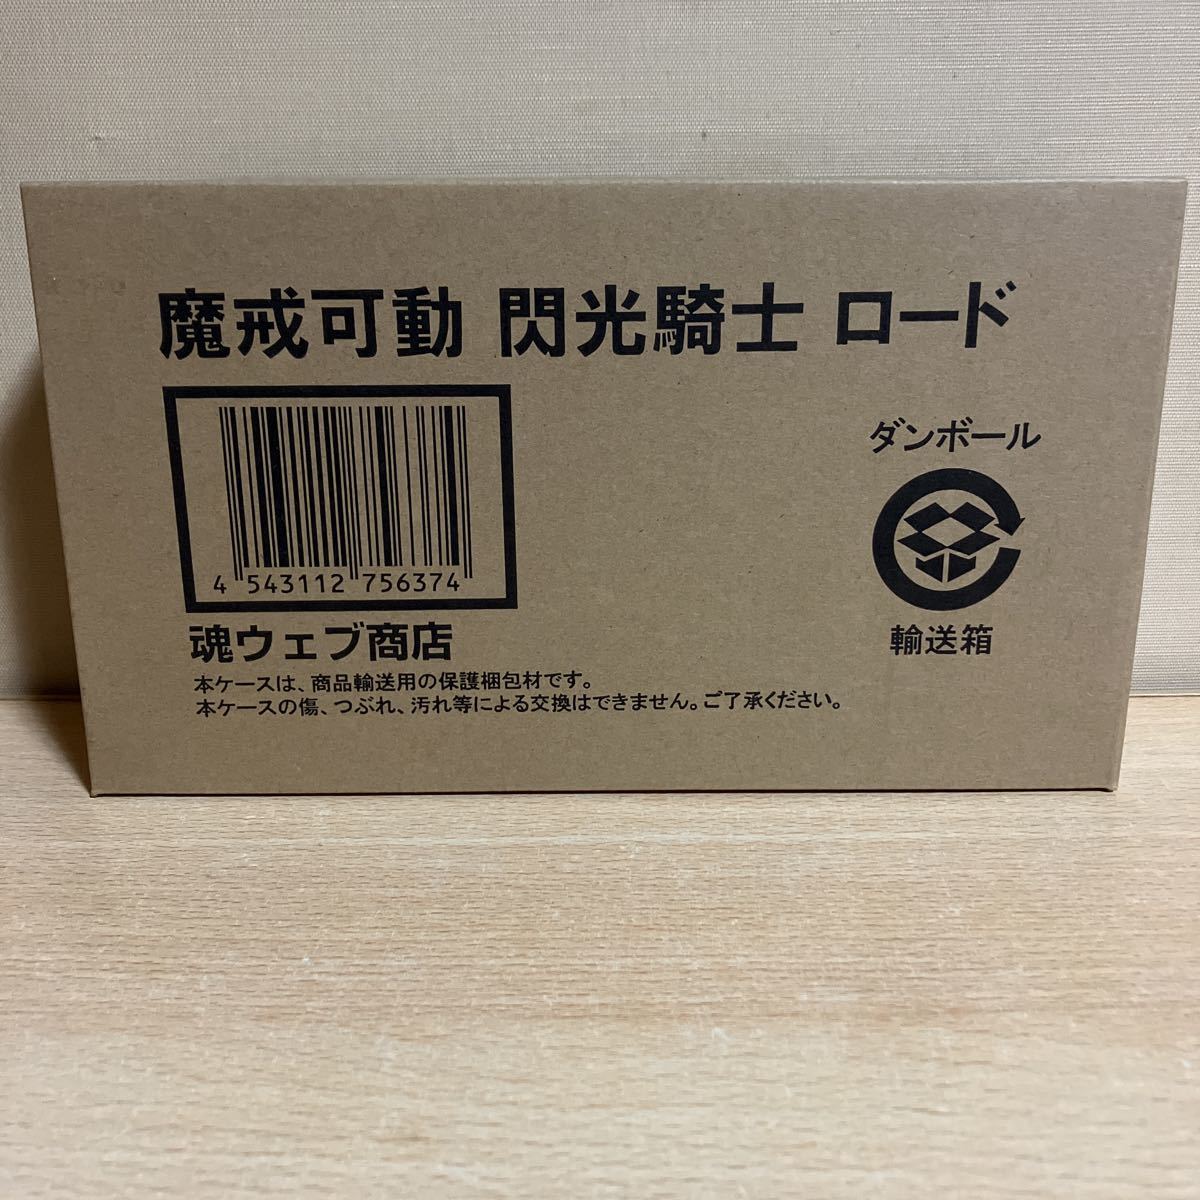 魔戒可動 閃光騎士 ロード
4 543112 756374
魂ウェブ商店
ダンボール
輸送箱
本ケースは、商品輸送用の保護梱包材です。
本ケースの傷、つぶれ、汚れ等による交換はできません。ご了承ください。